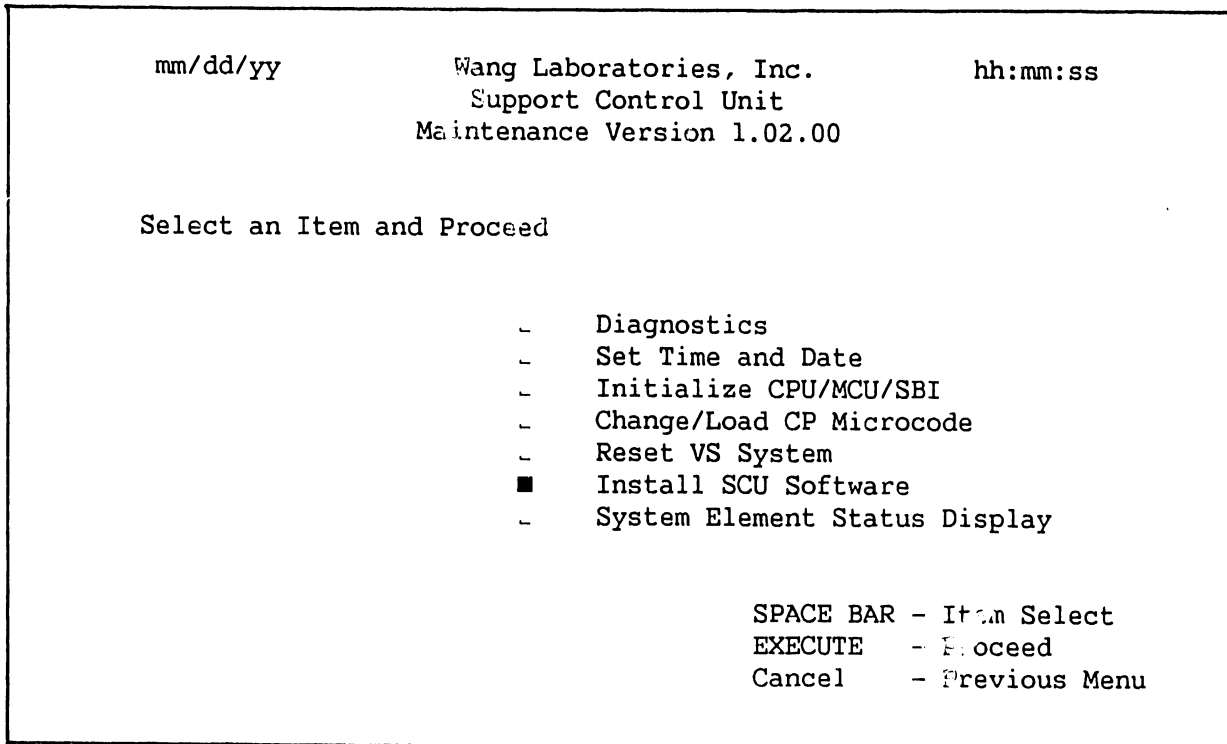 mm/dd/yy Wang Laboratories, Inc. hh:mm:ss
Support Control Unit
Maintenance Version 1.02.00
Select an Item and Proceed
Diagnostics
Set Time and Date
Initialize CPU/MCU/SBI
Change/Load CP Microcode
Reset VS System
■ Install SCU Software
System Element Status Display
SPACE BAR - Item Select
EXECUTE - Proceed
Cancel - Previous Menu